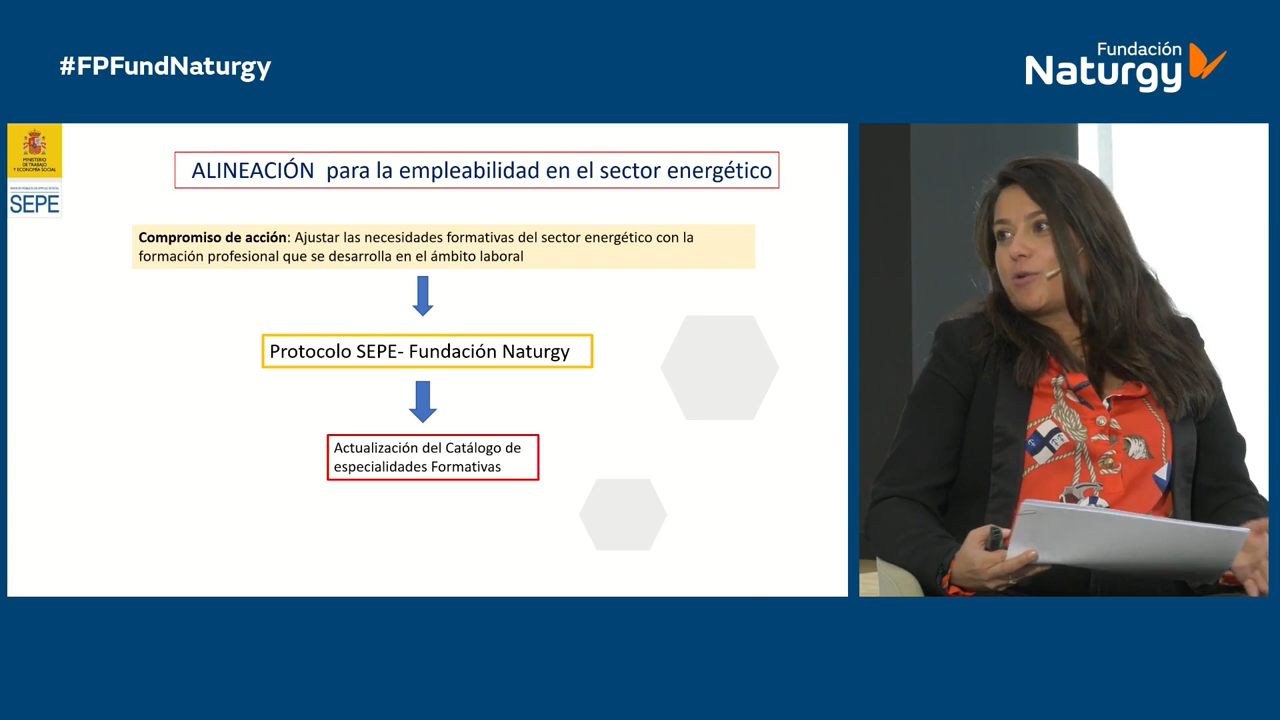 #FPFundNaturgy
Fundación
Naturgy
MINISTERIO
DE TRABAJO
Y ECONOMÍA SOCIAL
SEPE
ALINEACIÓN para la empleabilidad en el sector energético
Compromiso de acción: Ajustar las necesidades formativas del sector energético con la
formación profesional que se desarrolla en el ámbito laboral
Protocolo SEPE- Fundación Naturgy
Actualización del Catálogo de
especialidades Formativas